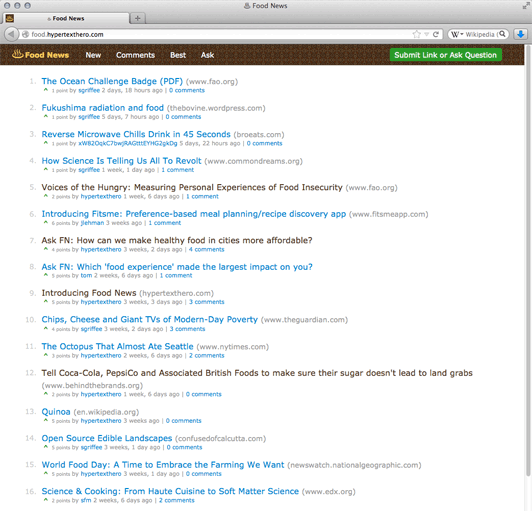 Food News
Food News
food.hypertexthero.com
Wikipedia (
Food News New Comments Best Ask Submit Link or Ask Question
1. The Ocean Challenge Badge (PDF) (www.fao.org)
1 point by sgriffee 2 days, 18 hours ago | 0 comments
2. Fukushima radiation and food (thebovine.wordpress.com)
1 point by sgriffee 5 days, 7 hours ago | 0 comments
3. Reverse Microwave Chills Drink in 45 Seconds (broeats.com)
1 point by 5 days, 22 hours ago | 0 comments
4. How Science Is Telling Us All To Revolt (www.commondreams.org)
1 point by sgriffee 1 week, 1 day ago | 1 comment
5. Voices of the Hungry: Measuring Personal Experiences of Food Insecurity (www.fao.org)
2 points by hypertexthero 1 week, 6 days ago | 1 comment
6. Introducing Fitsme: Preference-based meal planning/recipe discovery app (www.fitsmeapp.com)
6 points by jlehman 3 weeks, 3 days ago | 1 comment
7. Ask FN: How can we make healthy food in cities more affordable?
4 points by hypertexthero 3 weeks, 2 days ago | 4 comments
8. Ask FN: Which 'food experience' made the largest impact on you?
5 points by tom 2 weeks, 6 days ago | 1 comment
9. Introducing Food News (hypertexthero.com)
5 points by hypertexthero 3 weeks, 3 days ago | 3 comments
10. Chips, Cheese and Giant TVs of Modern-Day Poverty (www.theguardian.com)
4 points by sgriffee 3 weeks, 2 days ago | 3 comments
11. The Octopus That Almost Ate Seattle (www.nytimes.com)
2 points by hypertexthero 2 weeks, 6 days ago | 2 comments
12. Tell Coca-Cola, PepsiCo and Associated British Foods to make sure their sugar doesn't lead to land grabs
(www.behindthebrands.org)
2 points by hypertexthero 2 weeks, 6 days ago | 0 comments
13. Quinoa (en.wikipedia.org)
5 points by hypertexthero 3 weeks ago | 0 comments
14. Open Source Edible Landscapes (confusedofcalcutta.com)
5 points by sgriffee 3 weeks, 1 day ago | 0 comments
15. World Food Day: A Time to Embrace the Farming We Want (newswatch.nationalgeographic.com)
5 points by hypertexthero 3 weeks, 1 day ago | 0 comments
16. Science & Cooking: From Haute Cuisine to Soft Matter Science (www.edx.org)
2 points by sfm 2 weeks, 6 days ago | 2 comments